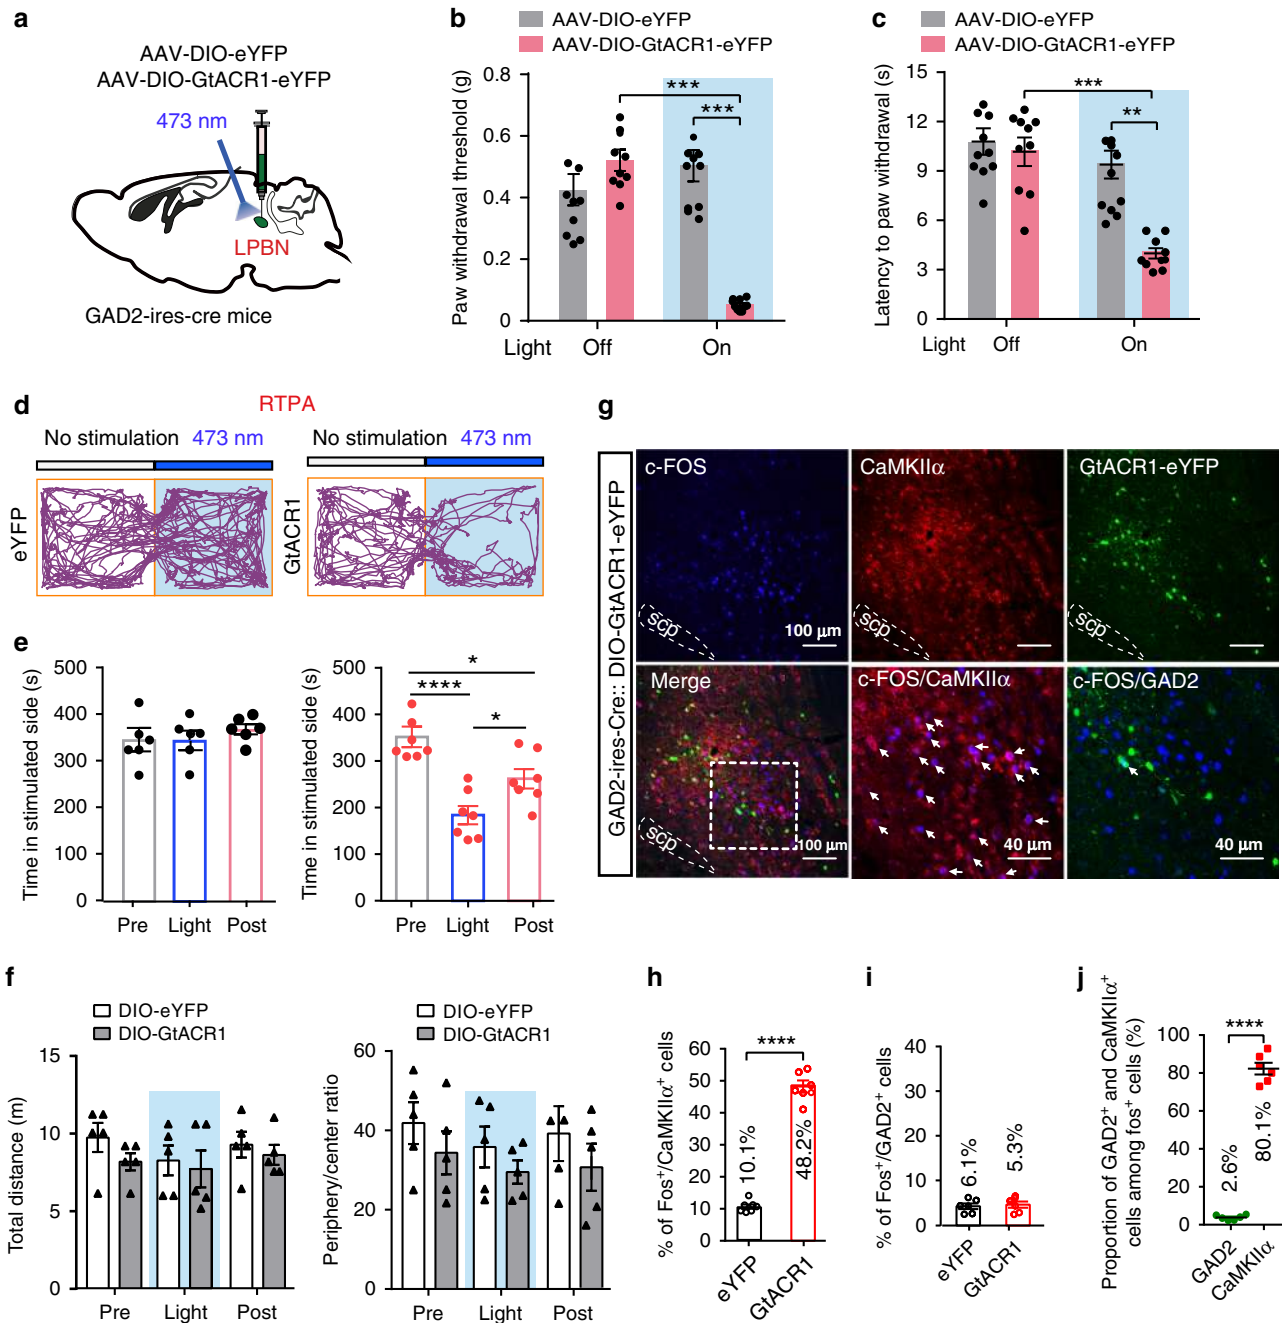 a
AAV-DIO-eYFP
AAV-DIO-GtACR1-eYFP
473 nm
LPBN
GAD2-ires-cre mice
b
AAV-DIO-eYFP
AAV-DIO-GtACR1-eYFP
Paw withdrawal threshold (g)
0.8
0.6
0.4
0.2
0
***
***
Light
Off
On
c
AAV-DIO-eYFP
AAV-DIO-GtACR1-eYFP
Latency to paw withdrawal (s)
15
12
9
6
3
0
***
**
Light
Off
On
d
RTPA
No stimulation 473 nm
No stimulation 473 nm
eYFP
GtACR1
e
Time in stimulated side (s)
500
400
300
200
100
0
Pre
Light
Post
Time in stimulated side (s)
500
400
300
200
100
0
*
****
*
Pre
Light
Post
f
DIO-eYFP
DIO-GtACR1
Total distance (m)
15
10
5
0
Pre
Light
Post
DIO-eYFP
DIO-GtACR1
Periphery/center ratio
60
40
20
0
Pre
Light
Post
g
GAD2-ires-Cre:: DIO-GtACR1-eYFP
c-FOS
scp
100 µm
CaMKIIα
scp
GtACR1-eYFP
scp
Merge
scp
100 µm
c-FOS/CaMKIIα
40 µm
c-FOS/GAD2
40 µm
h
% of Fos⁺/CaMKIIα⁺ cells
60
50
40
30
20
10
0
****
10.1%
48.2%
eYFP
GtACR1
i
% of Fos⁺/GAD2⁺ cells
40
30
20
10
0
6.1%
5.3%
eYFP
GtACR1
j
Proportion of GAD2⁺ and CaMKIIα⁺
cells among fos⁺ cells (%)
100
80
60
40
20
0
****
2.6%
80.1%
GAD2
CaMKIIα